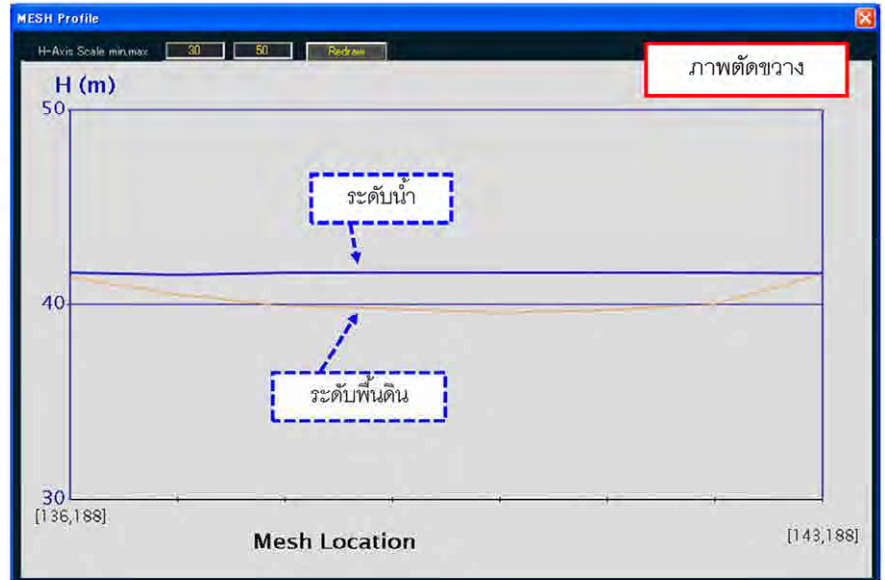 MESH Profile
H-Axis Scale min,max 30 50 Redraw
ภาพตัดขวาง
H (m)
50
ระดับน้ำ
40
ระดับพื้นดิน
30
[136,188]
[143,188]
Mesh Location